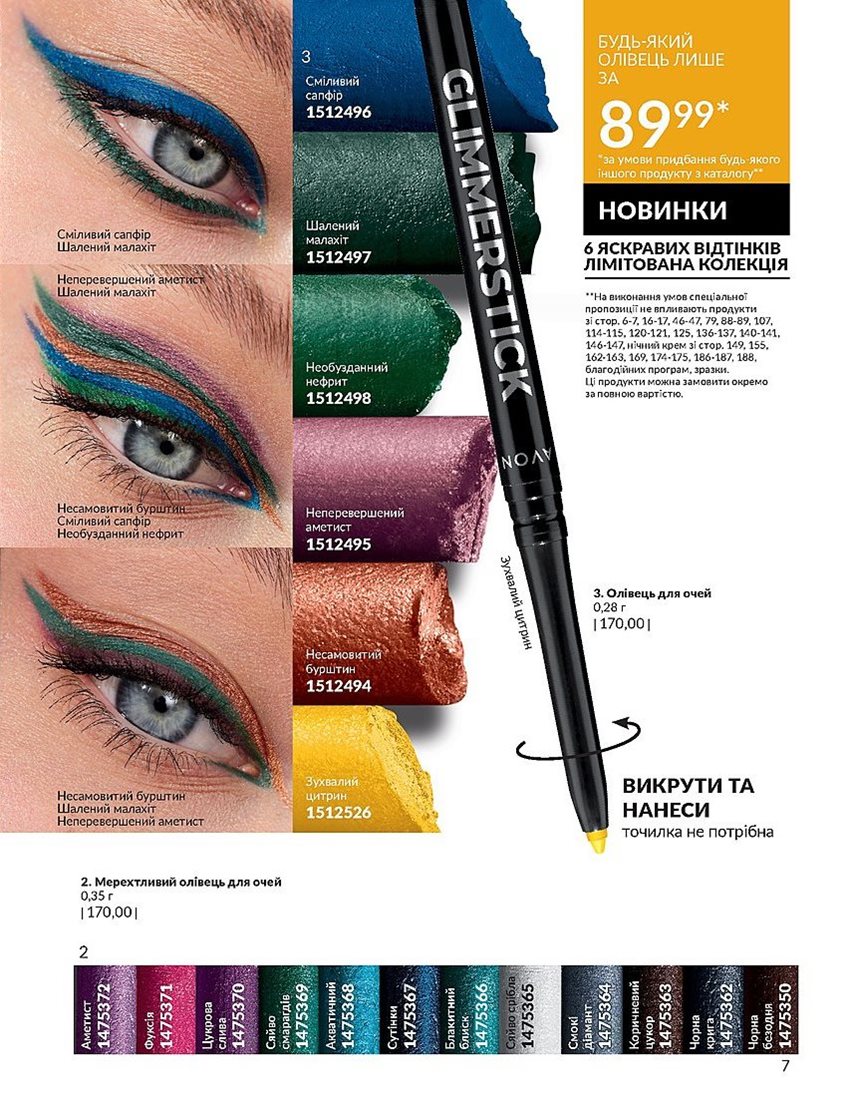 3
Сміливий
сапфір
1512496
Шалений
малахіт
1512497
Необузданний
нефрит
1512498
Неперевершений
аметист
1512495
Несамовитий
бурштин
1512494
Зухвалий
цитрин
1512526
Сміливий сапфір
Шалений малахіт
Неперевершений аметист
Шалений малахіт
Несамовитий бурштин
Сміливий сапфір
Необузданний нефрит
Несамовитий бурштин
Шалений малахіт
Неперевершений аметист
GLIMMERSTICK
AVON
Зухвалий цитрин
БУДЬ-ЯКИЙ
ОЛІВЕЦЬ ЛИШЕ
ЗА
8999*
*за умови придбання будь-якого
іншого продукту з каталогу**
НОВИНКИ
6 ЯСКРАВИХ ВІДТІНКІВ
ЛІМІТОВАНА КОЛЕКЦІЯ
**На виконання умов спеціальної
пропозиції не впливають продукти
зі стор. 6-7, 16-17, 46-47, 79, 88-89, 107,
114-115, 120-121, 125, 136-137, 140-141,
146-147, нічний крем зі стор. 149, 155,
162-163, 169, 174-175, 186-187, 188,
благодійних програм, зразки.
Ці продукти можна замовити окремо
за повною вартістю.
3. Олівець для очей
0,28 г
|170,00|
ВИКРУТИ ТА
НАНЕСИ
точилка не потрібна
2. Мерехтливий олівець для очей
0,35 г
|170,00|
2
Аметист
1475372
Фуксія
1475371
Цукрова
слива
1475370
Сяйво
смарагдів
1475369
Акватичний
1475368
Сутінки
1475367
Блакитний
блиск
1475366
Сяйво срібла
1475365
Смокі
діамант
1475364
Коричневий
цукор
1475363
Чорна
крига
1475362
Чорна
безодня
1475350
7